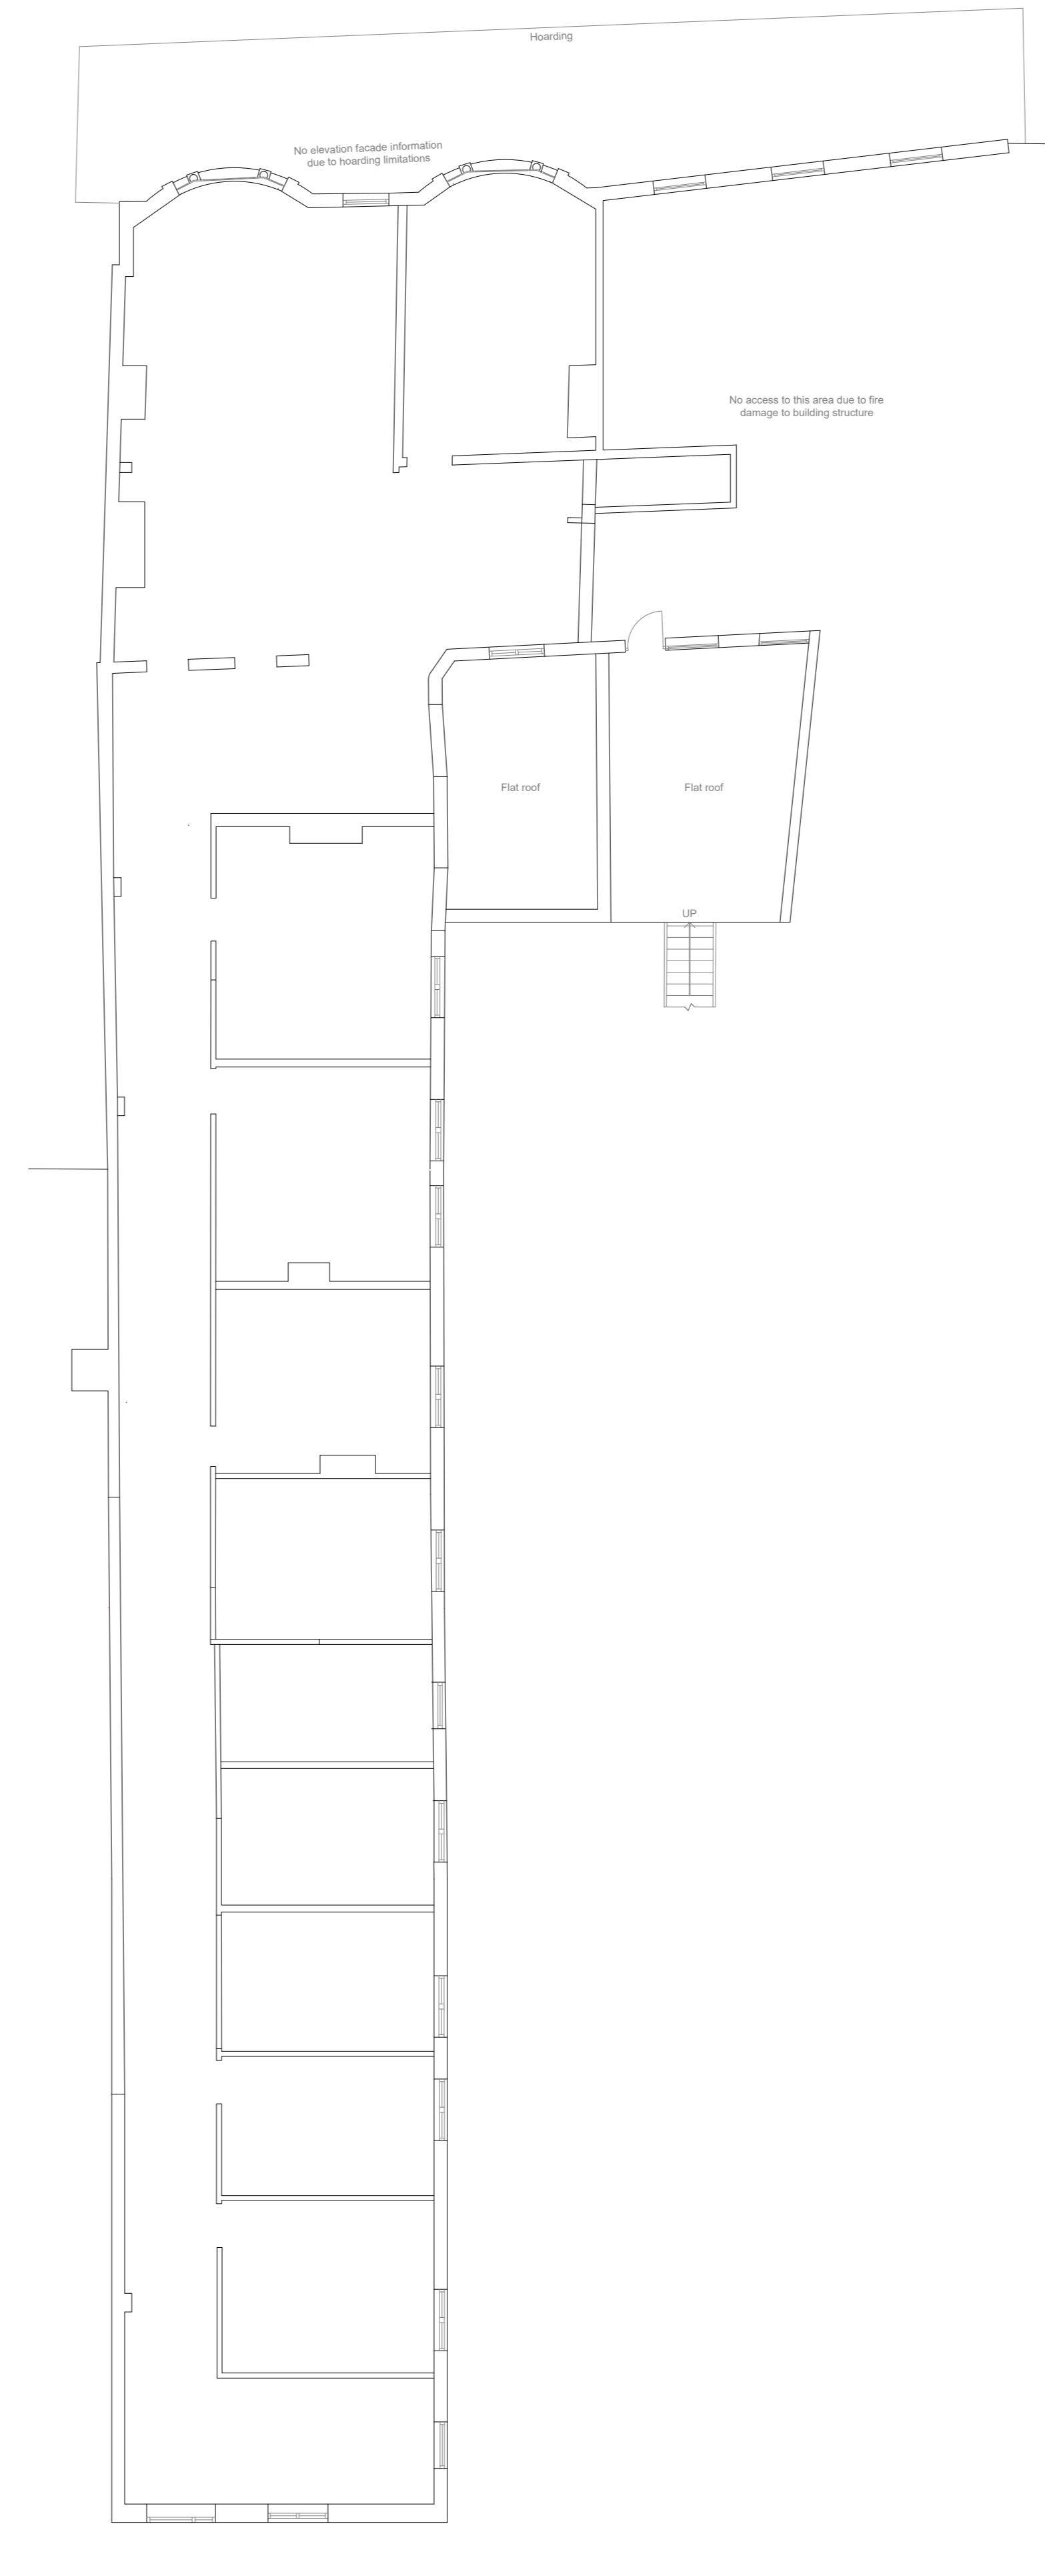 Hoarding
No elevation facade information
due to hoarding limitations
No access to this area due to fire
damage to building structure
Flat roof
Flat roof
UP